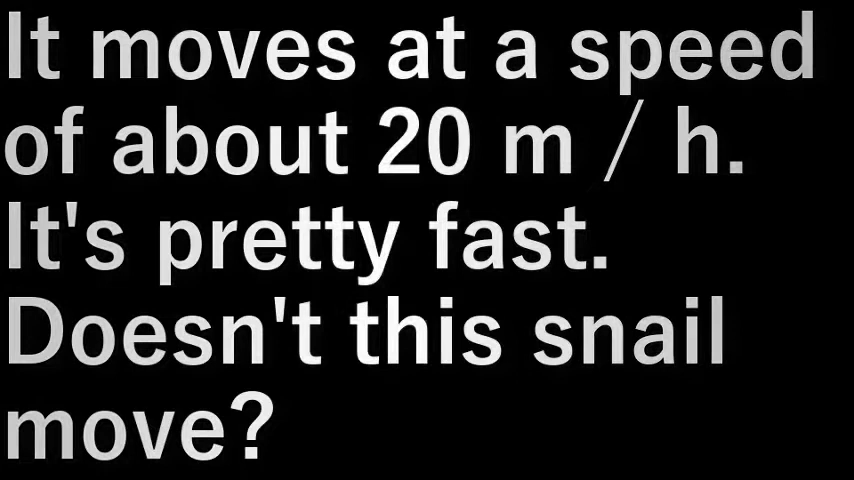 It moves at a speed
of about 20 m / h.
It's pretty fast.
Doesn't this snail
move?